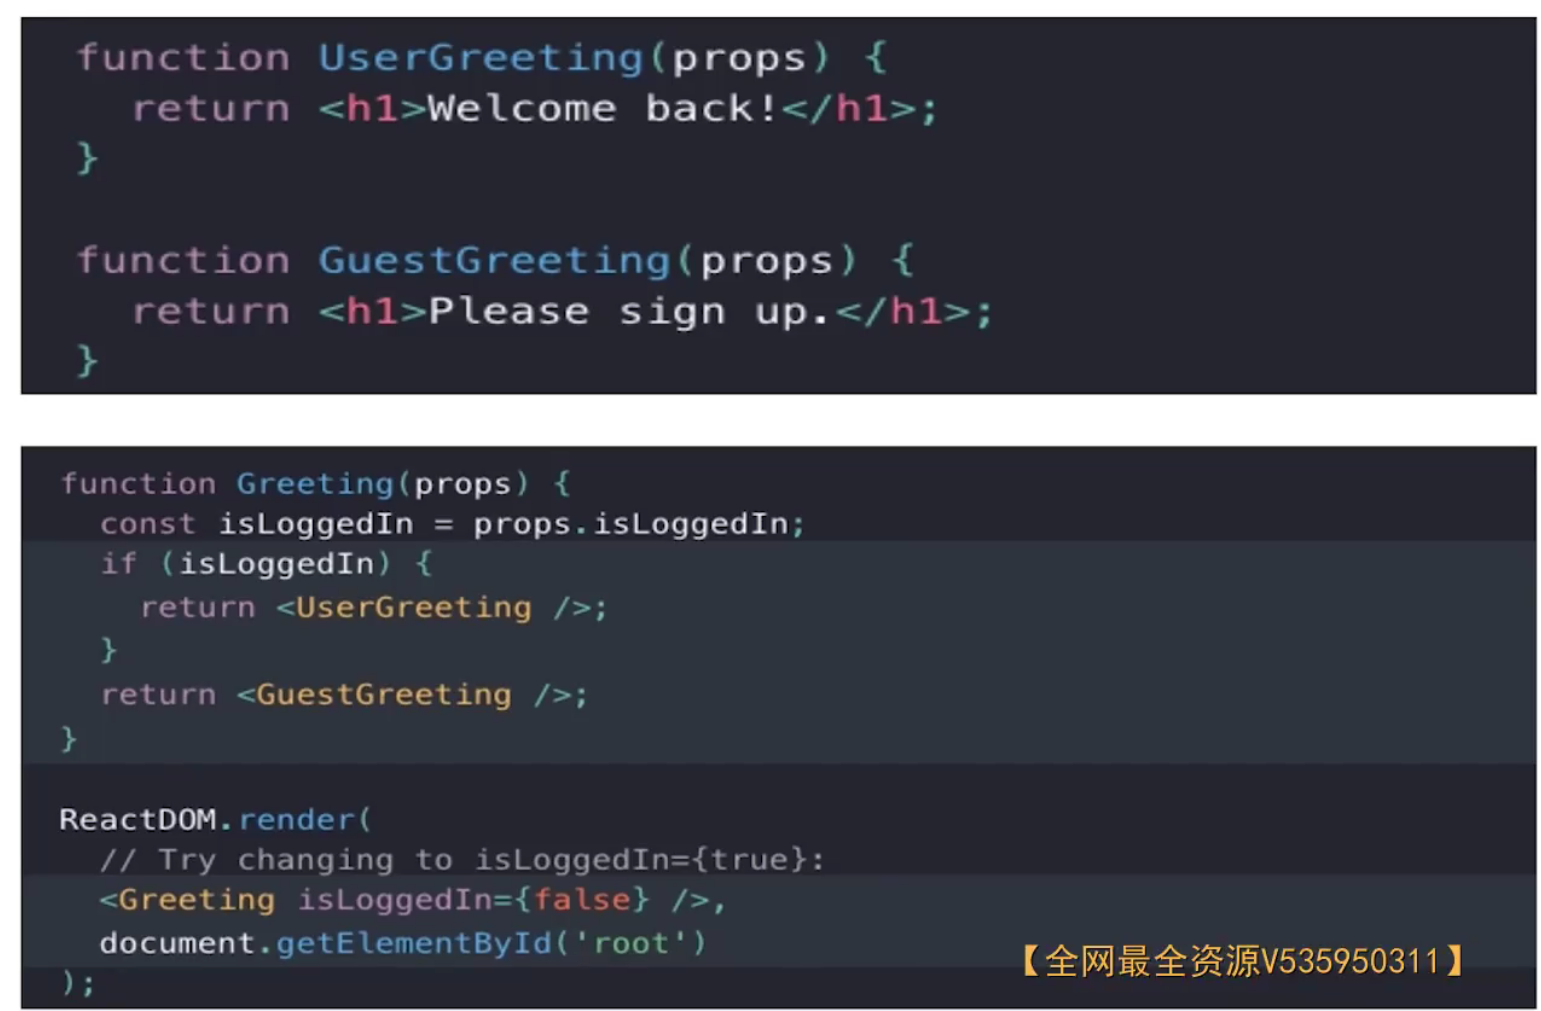 function UserGreeting(props) {
  return <h1>Welcome back!</h1>;
}
function GuestGreeting(props) {
  return <h1>Please sign up.</h1>;
}
function Greeting(props) {
  const isLoggedIn = props.isLoggedIn;
  if (isLoggedIn) {
    return <UserGreeting />;
  }
  return <GuestGreeting />;
}
ReactDOM.render(
  // Try changing to isLoggedIn={true}:
  <Greeting isLoggedIn={false} />,
  document.getElementById('root')
);
【全网最全资源V535950311】